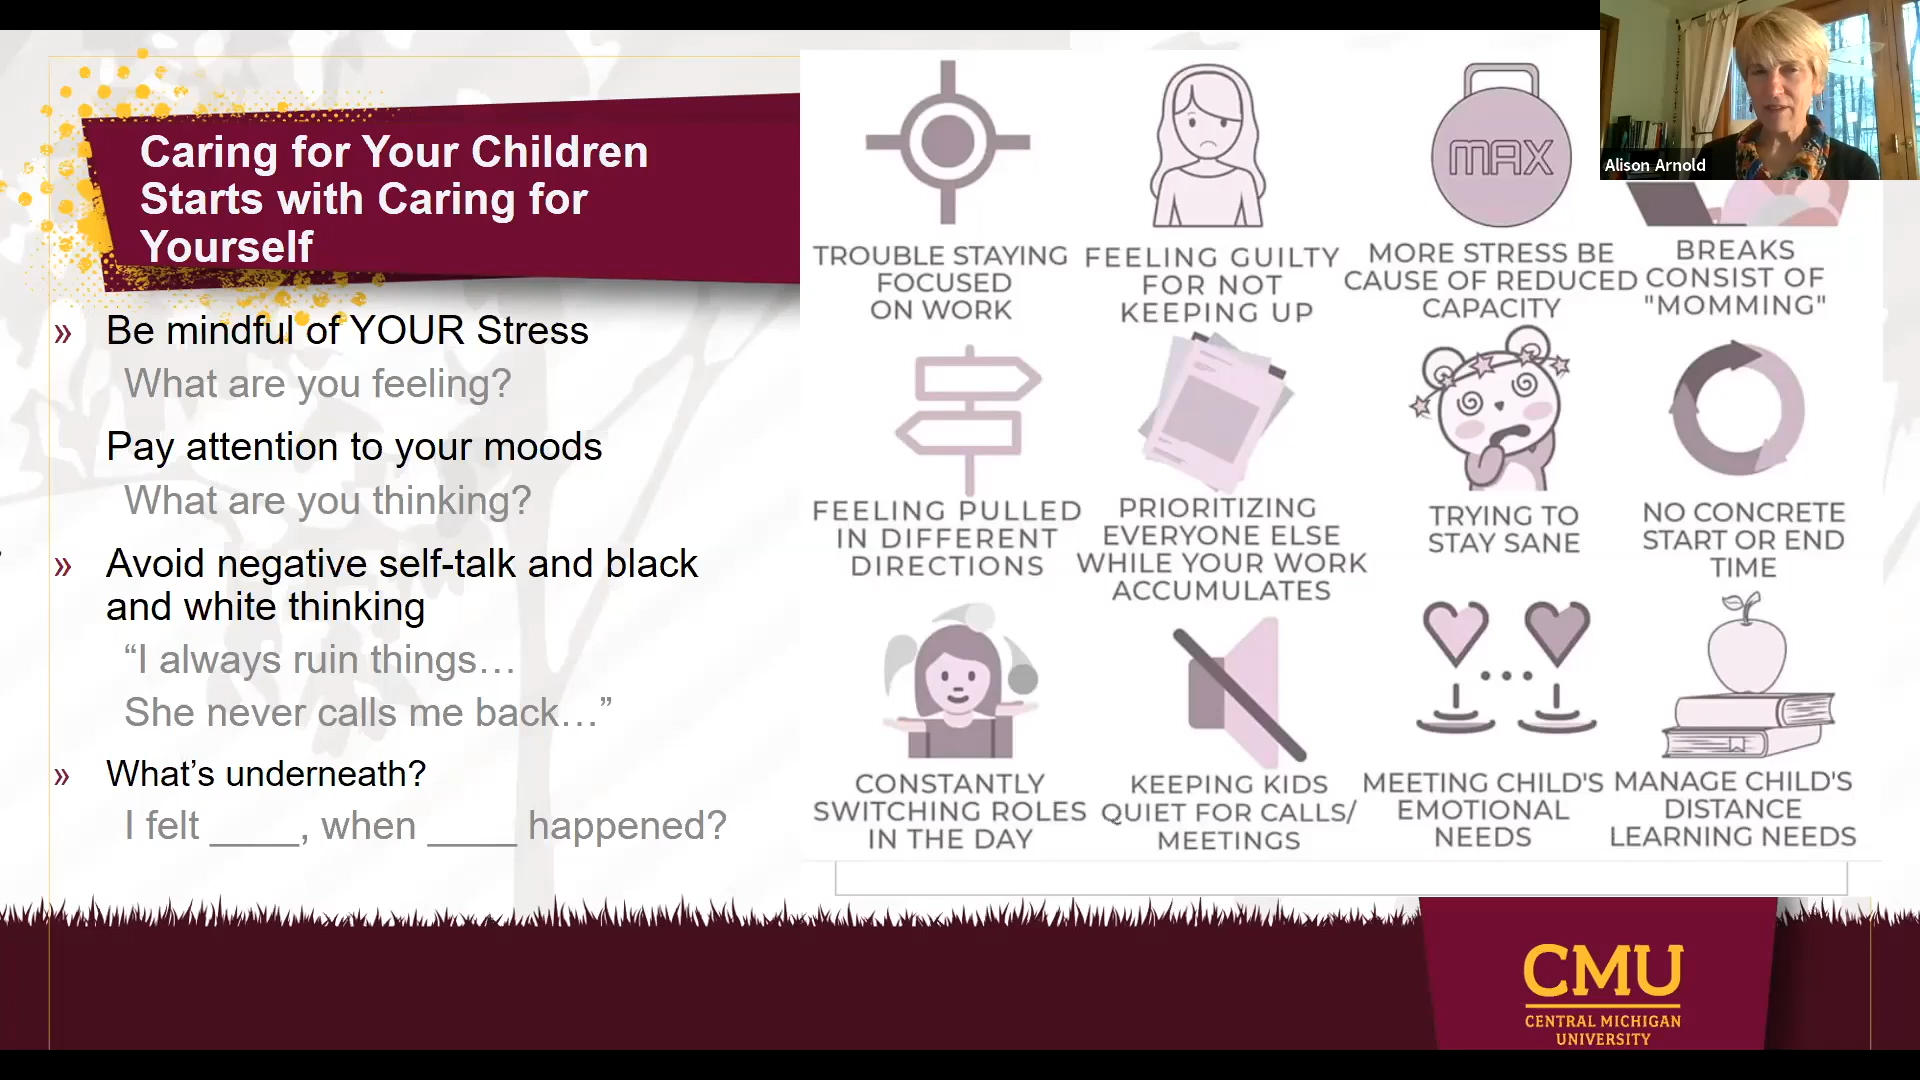 Caring for Your Children
Starts with Caring for
Yourself
» Be mindful of YOUR Stress
What are you feeling?
Pay attention to your moods
What are you thinking?
» Avoid negative self-talk and black
and white thinking
“I always ruin things…
She never calls me back…”
» What’s underneath?
I felt ____, when ____ happened?
TROUBLE STAYING
FOCUSED
ON WORK
FEELING GUILTY
FOR NOT
KEEPING UP
MAX
MORE STRESS BE
CAUSE OF REDUCED
CAPACITY
BREAKS
CONSIST OF
"MOMMING"
FEELING PULLED
IN DIFFERENT
DIRECTIONS
PRIORITIZING
EVERYONE ELSE
WHILE YOUR WORK
ACCUMULATES
TRYING TO
STAY SANE
NO CONCRETE
START OR END
TIME
CONSTANTLY
SWITCHING ROLES
IN THE DAY
KEEPING KIDS
QUIET FOR CALLS/
MEETINGS
MEETING CHILD'S
EMOTIONAL
NEEDS
MANAGE CHILD'S
DISTANCE
LEARNING NEEDS
Alison Arnold
CMU
CENTRAL MICHIGAN
UNIVERSITY